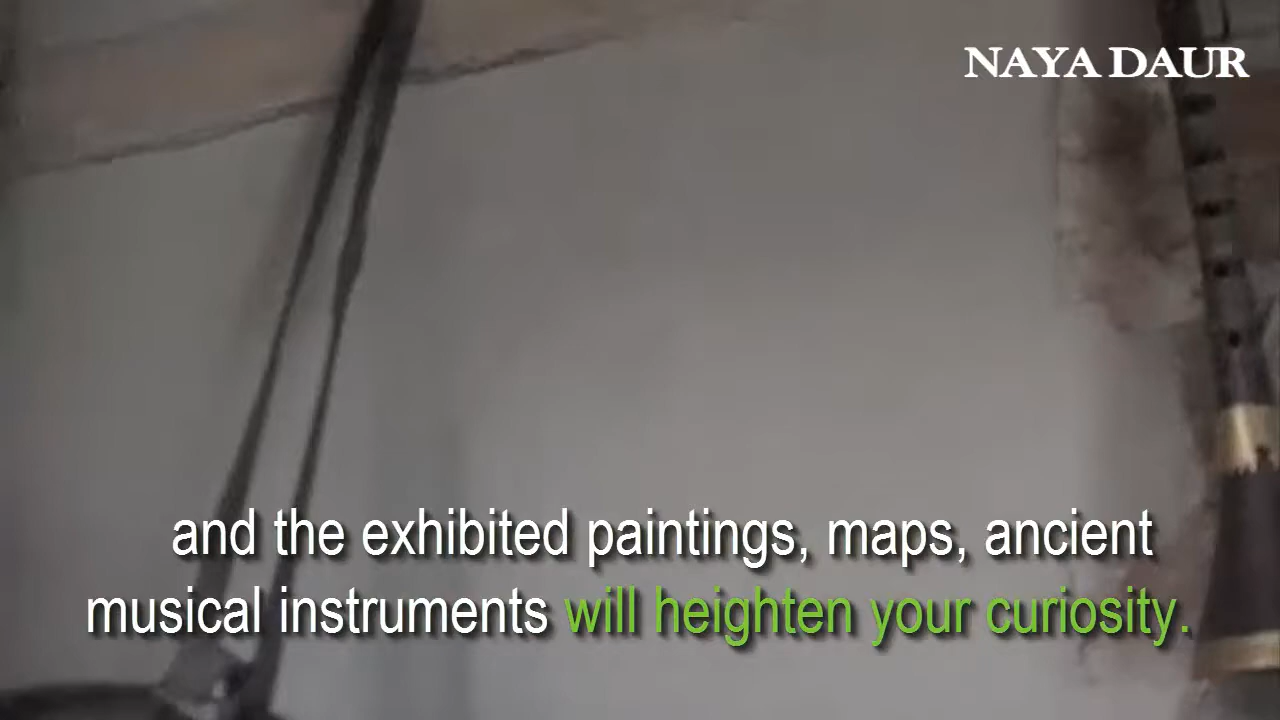 NAYA DAUR
and the exhibited paintings, maps, ancient
musical instruments will heighten your curiosity.